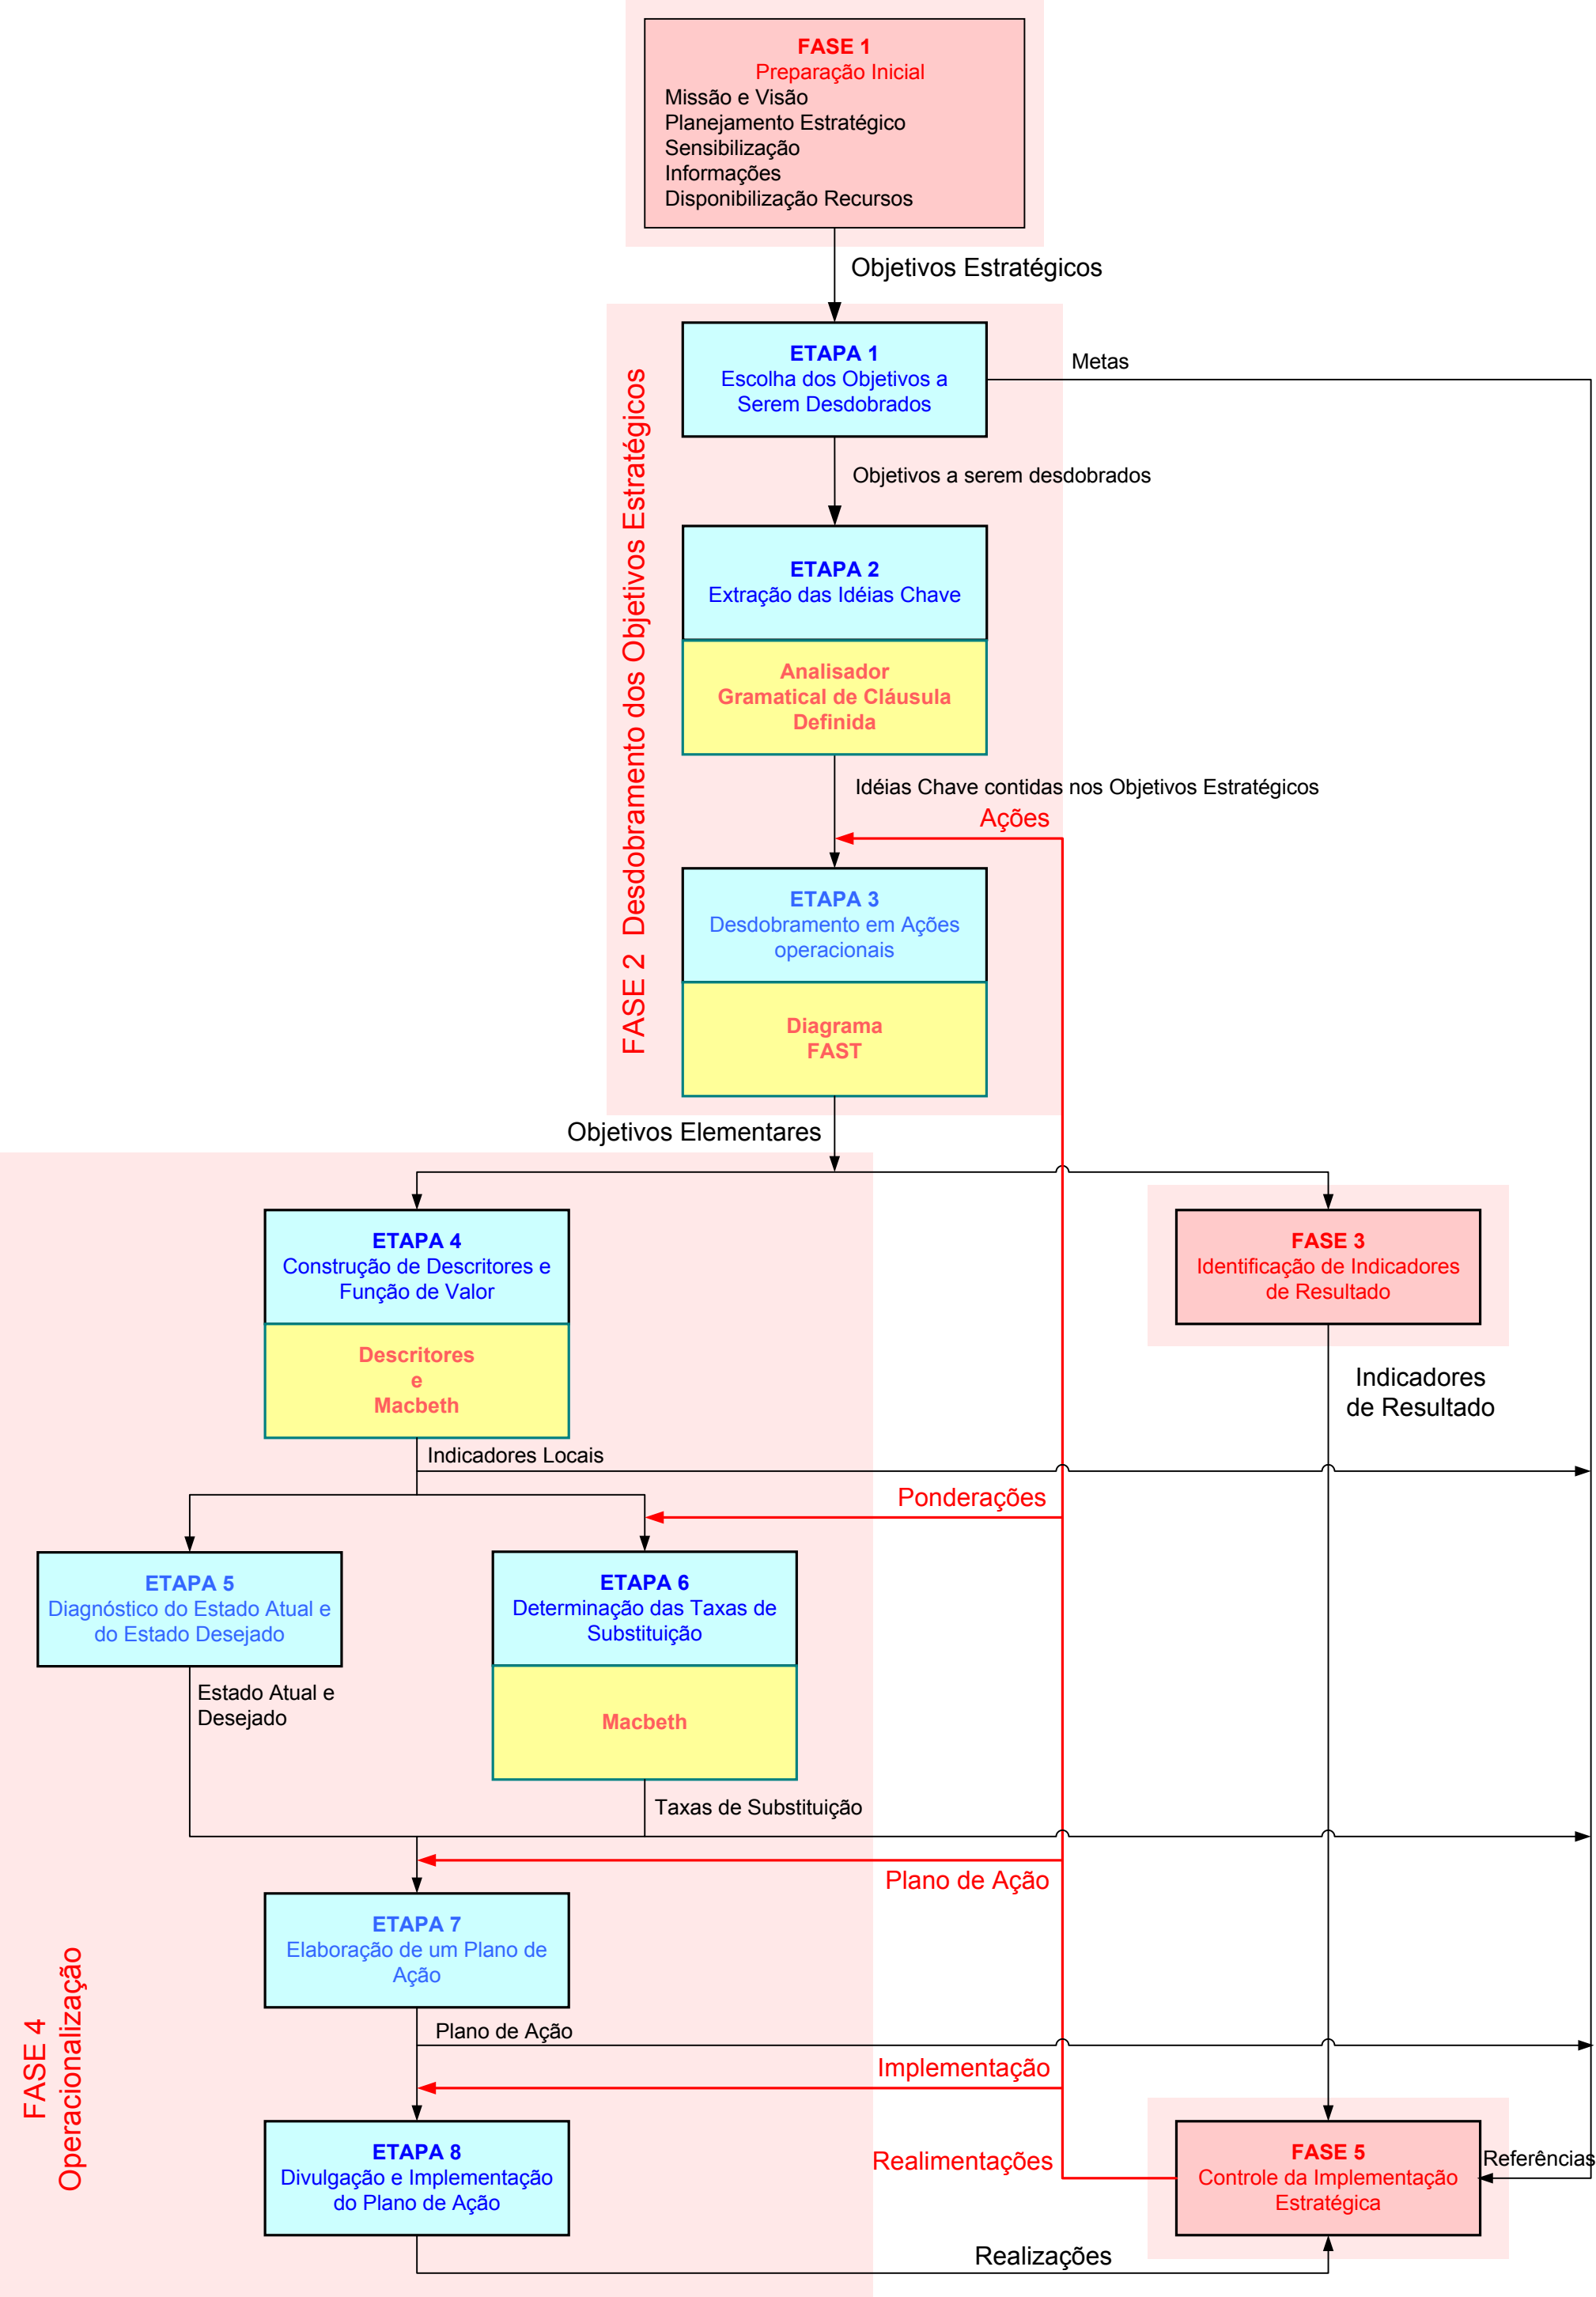 FASE 1
Preparação Inicial
Missão e Visão
Planejamento Estratégico
Sensibilização
Informações
Disponibilização Recursos
Objetivos Estratégicos
FASE 2 Desdobramento dos Objetivos Estratégicos
ETAPA 1
Escolha dos Objetivos a
Serem Desdobrados
Metas
Objetivos a serem desdobrados
ETAPA 2
Extração das Idéias Chave
Analisador
Gramatical de Cláusula
Definida
Idéias Chave contidas nos Objetivos Estratégicos
Ações
ETAPA 3
Desdobramento em Ações
operacionais
Diagrama
FAST
Objetivos Elementares
ETAPA 4
Construção de Descritores e
Função de Valor
Descritores
e
Macbeth
FASE 3
Identificação de Indicadores
de Resultado
Indicadores
de Resultado
Indicadores Locais
Ponderações
ETAPA 5
Diagnóstico do Estado Atual e
do Estado Desejado
ETAPA 6
Determinação das Taxas de
Substituição
Macbeth
Estado Atual e
Desejado
Taxas de Substituição
Plano de Ação
ETAPA 7
Elaboração de um Plano de
Ação
FASE 4
Operacionalização
Plano de Ação
Implementação
ETAPA 8
Divulgação e Implementação
do Plano de Ação
Realimentações
FASE 5
Controle da Implementação
Estratégica
Referências
Realizações